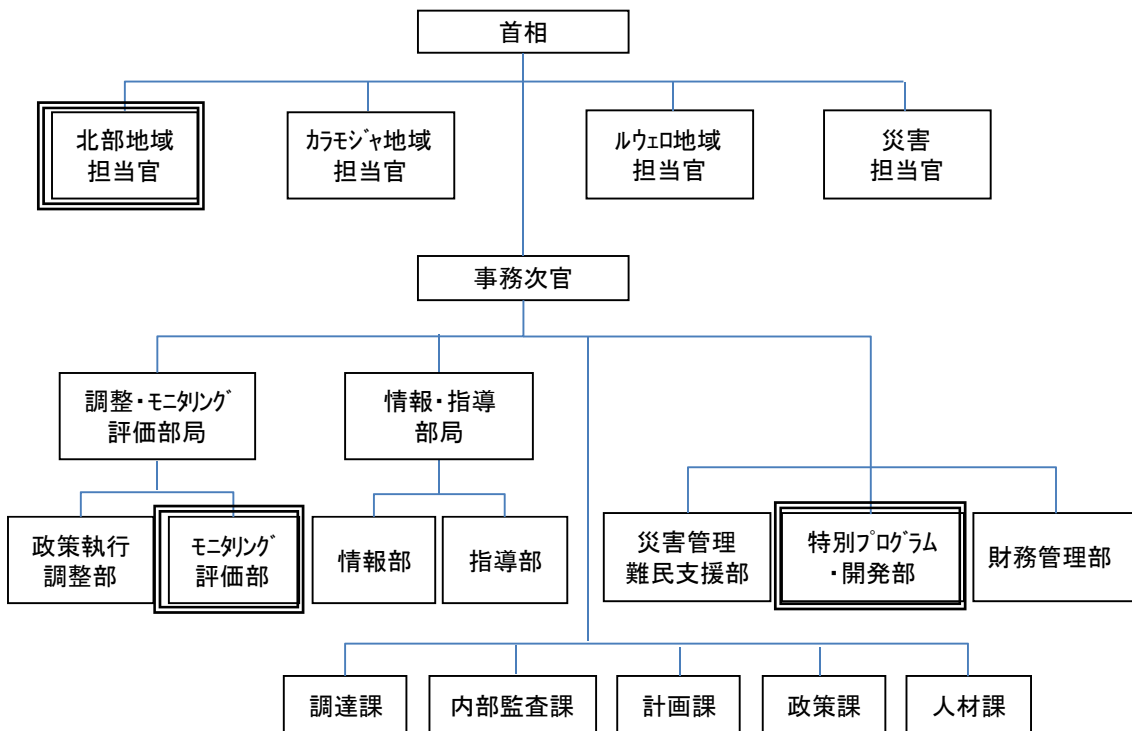 首相
北部地域
担当官
ｶﾗﾓｼﾞｬ地域
担当官
ﾙｳｪﾛ地域
担当官
災害
担当官
事務次官
調整・ﾓﾆﾀﾘﾝｸﾞ
評価部局
情報・指導
部局
政策執行
調整部
ﾓﾆﾀﾘﾝｸﾞ
評価部
情報部
指導部
災害管理
難民支援部
特別ﾌﾟﾛｸﾞﾗﾑ
・開発部
財務管理部
調達課
内部監査課
計画課
政策課
人材課